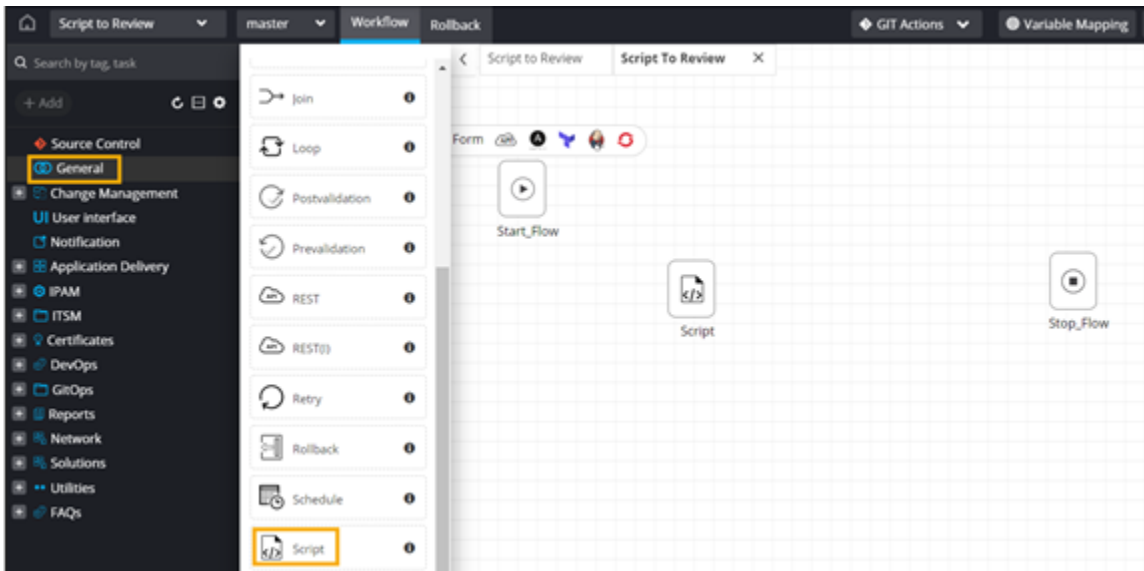 Script to Review
master
Workflow
Rollback
GIT Actions
Variable Mapping
Search by tag, task
+ Add
Source Control
General
Change Management
UI User interface
Notification
Application Delivery
IPAM
ITSM
Certificates
DevOps
GitOps
Reports
Network
Solutions
Utilities
FAQs
Join
Loop
Postvalidation
Prevalidation
REST
REST(I)
Retry
Rollback
Schedule
Script
Script to Review
Script To Review
Form
Start_Flow
Script
Stop_Flow